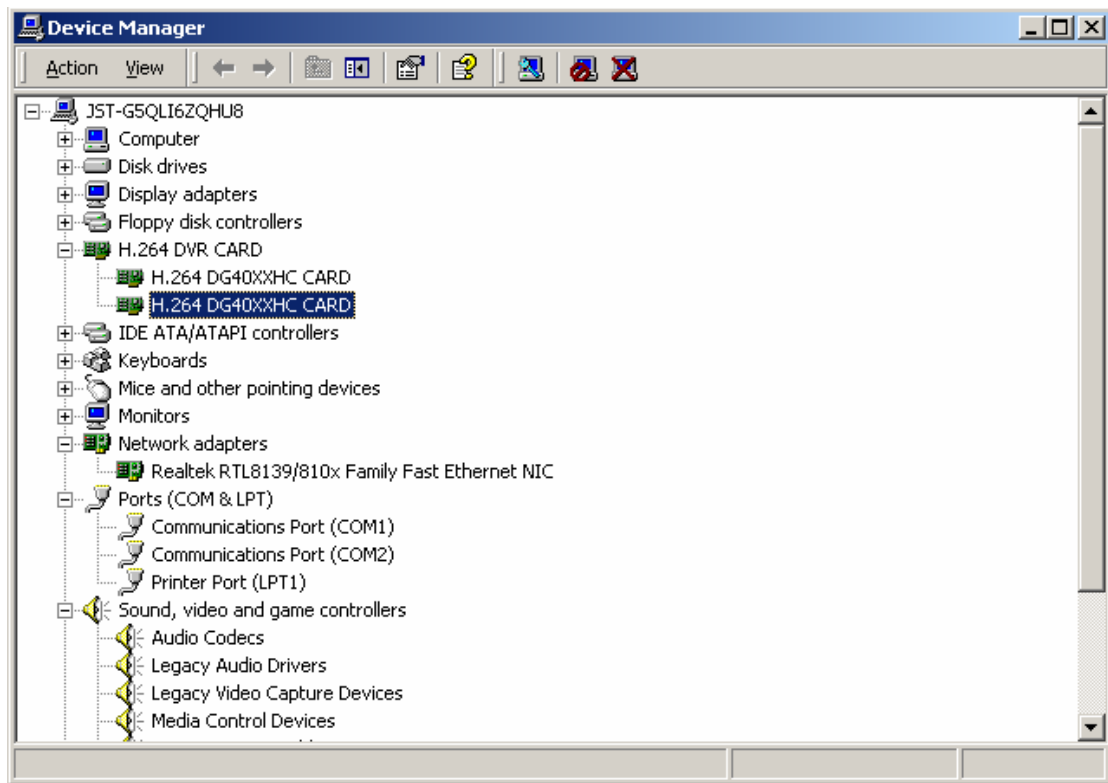 Device Manager
Action View
JST-G5QLI6ZQHU8
Computer
Disk drives
Display adapters
Floppy disk controllers
H.264 DVR CARD
H.264 DG40XXHC CARD
H.264 DG40XXHC CARD
IDE ATA/ATAPI controllers
Keyboards
Mice and other pointing devices
Monitors
Network adapters
Realtek RTL8139/810x Family Fast Ethernet NIC
Ports (COM & LPT)
Communications Port (COM1)
Communications Port (COM2)
Printer Port (LPT1)
Sound, video and game controllers
Audio Codecs
Legacy Audio Drivers
Legacy Video Capture Devices
Media Control Devices